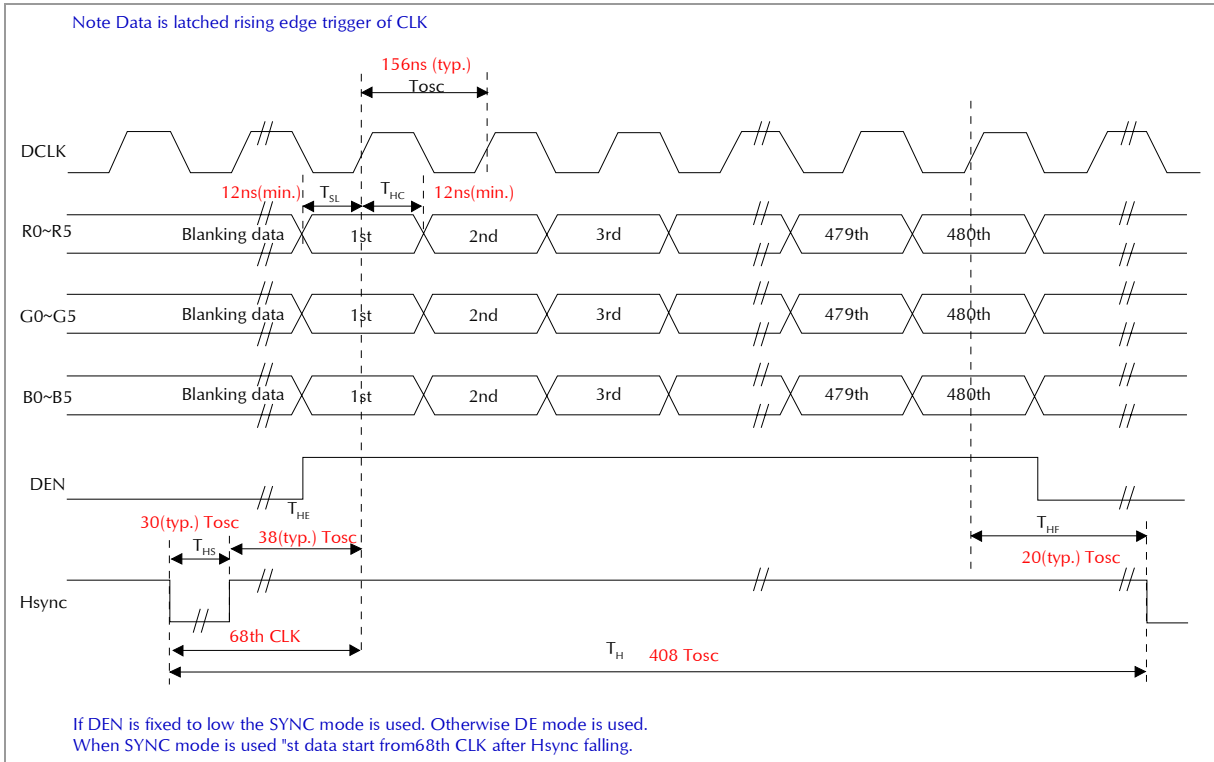 Note Data is latched rising edge trigger of CLK
156ns (typ.)
Tosc
DCLK
12ns(min.) TSL THC 12ns(min.)
R0~R5 Blanking data 1st 2nd 3rd 479th 480th
G0~G5 Blanking data 1st 2nd 3rd 479th 480th
B0~B5 Blanking data 1st 2nd 3rd 479th 480th
DEN
THE
30(typ.) Tosc
38(typ.) Tosc
THS
THF
20(typ.) Tosc
Hsync
68th CLK
TH 408 Tosc
If DEN is fixed to low the SYNC mode is used. Otherwise DE mode is used.
When SYNC mode is used "st data start from68th CLK after Hsync falling.